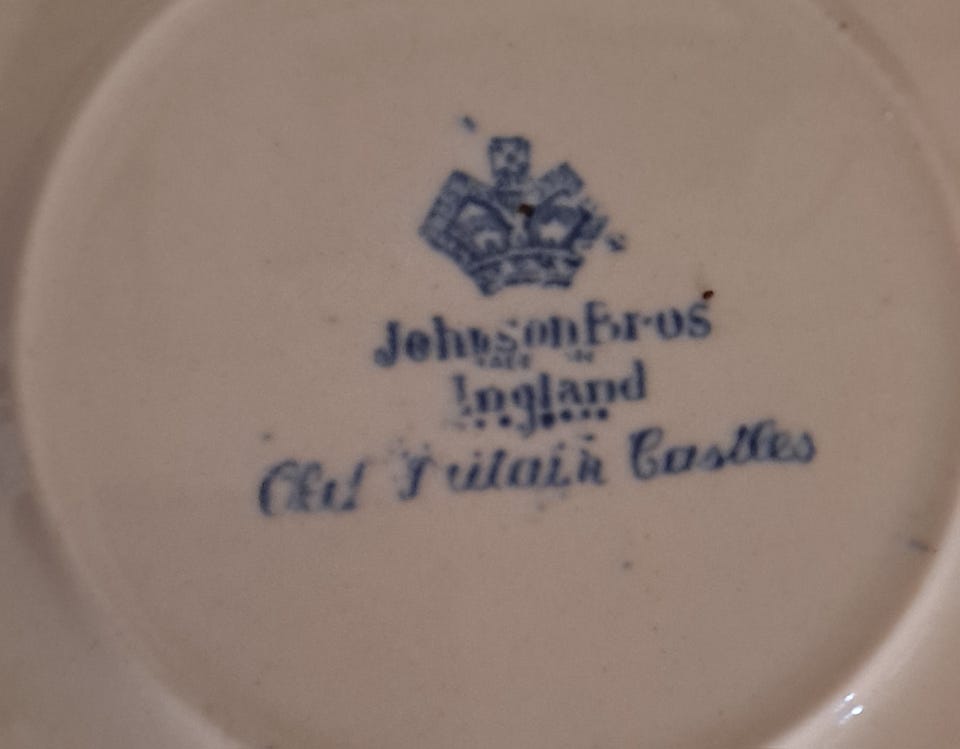 Johnson Bros
England
Old Britain Castles